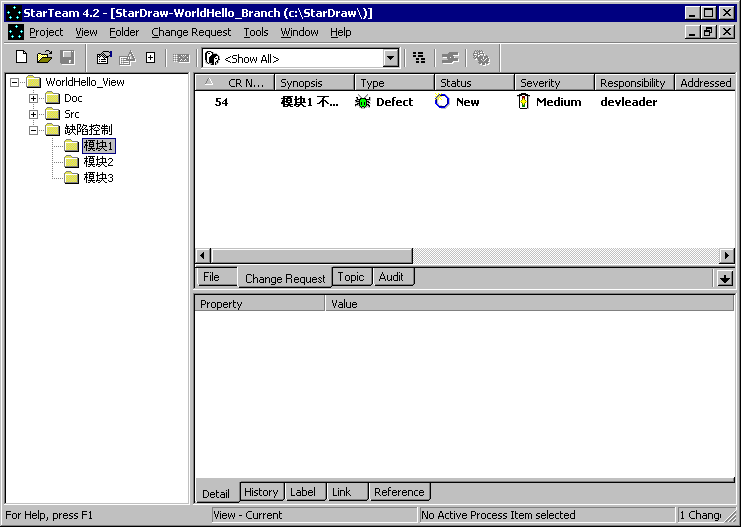 StarTeam 4.2 - [StarDraw-WorldHello_Branch (c:\StarDraw\)]
Project View Folder Change Request Tools Window Help
<Show All>
WorldHello_View
Doc
Src
缺陷控制
模块1
模块2
模块3
CR N... Synopsis Type Status Severity Responsibility Addressed
54 模块1 不... Defect New Medium devleader
File Change Request Topic Audit
Property Value
Detail History Label Link Reference
For Help, press F1 View - Current No Active Process Item selected 1 Chang